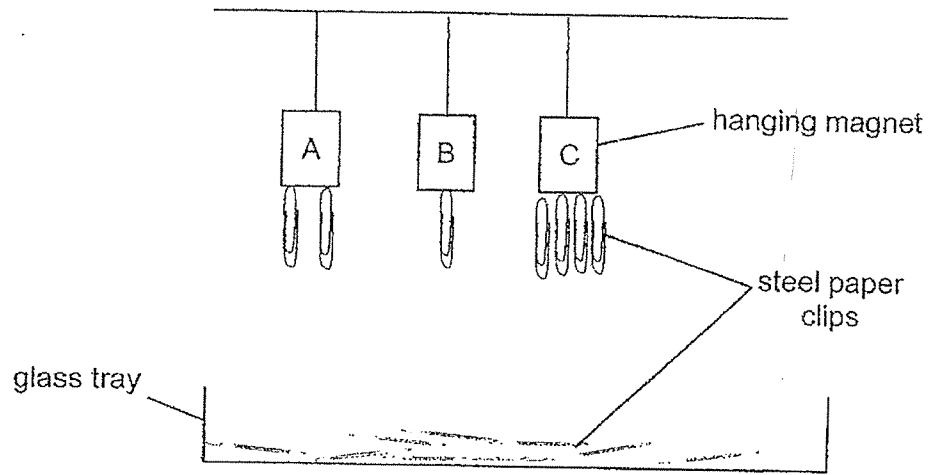 hanging magnet
A
B
C
steel paper
clips
glass tray